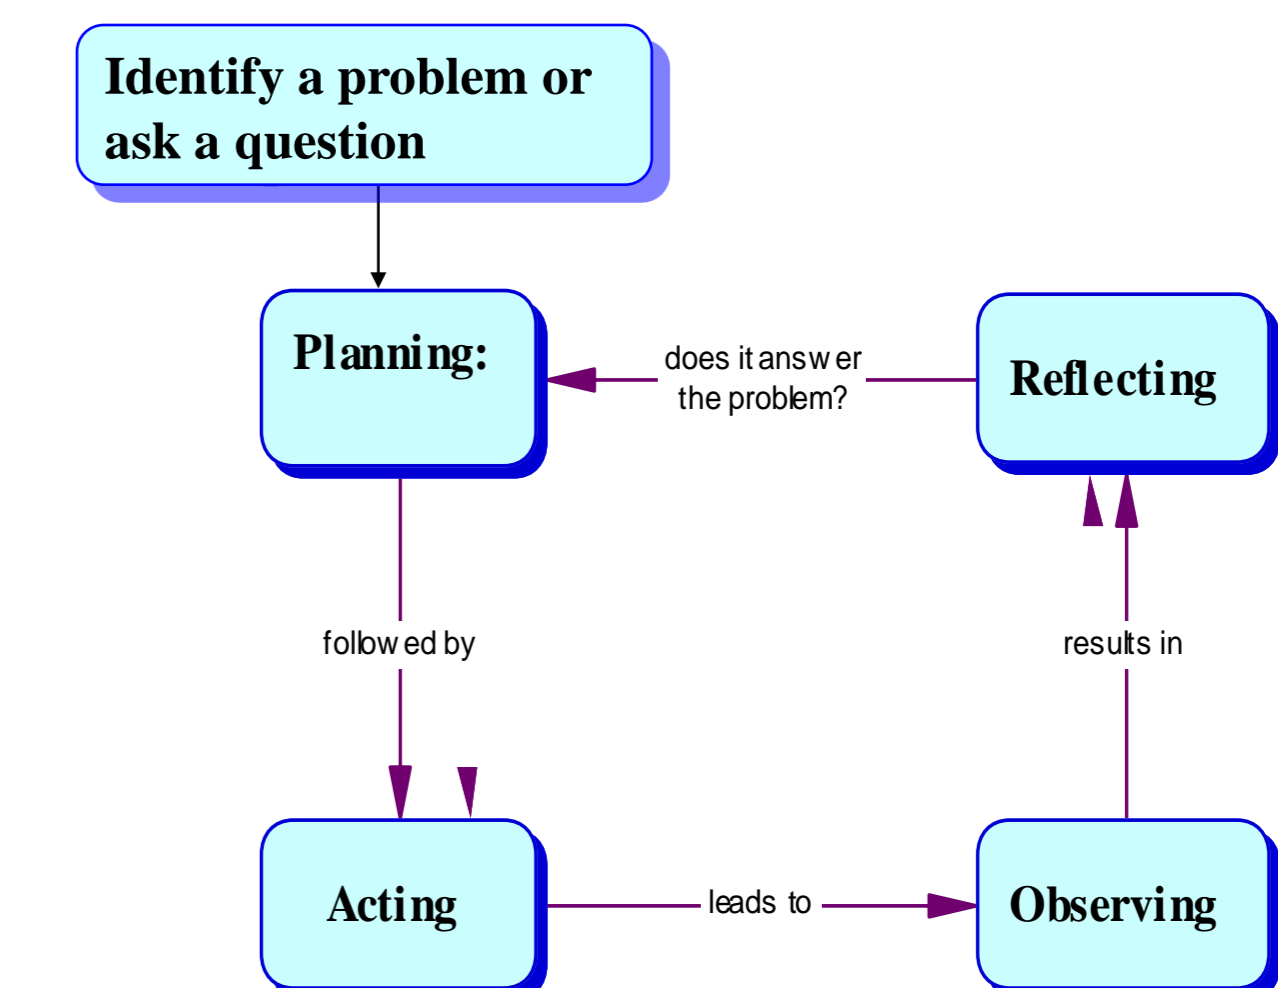 Identify a problem or
ask a question
Planning:
does it answer
the problem?
Reflecting
followed by
results in
Acting
leads to
Observing